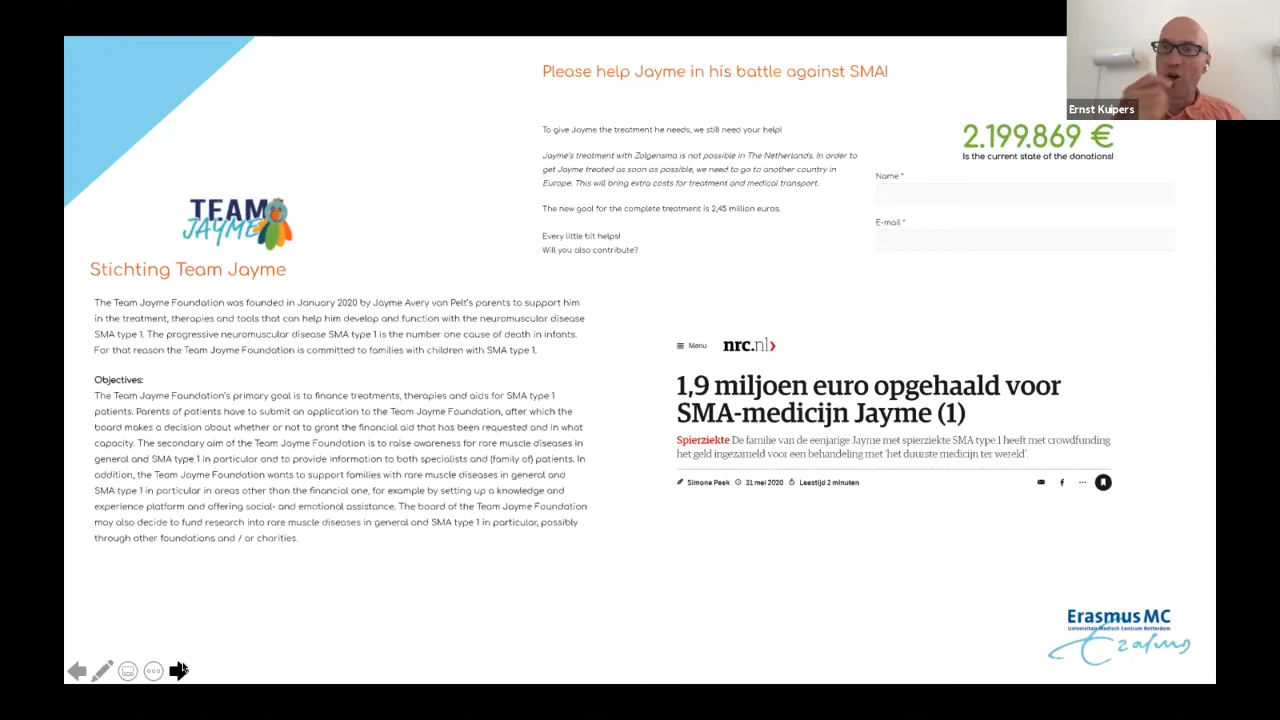 Ernst Kuipers
Please help Jayme in his battle against SMA!
To give Jayme the treatment he needs, we still need your help!
Jayme's treatment with Zolgensma is not possible in The Netherlands. In order to
get Jayme treated as soon as possible, we need to go to another country in
Europe. This will bring extra costs for treatment and medical transport.
The new goal for the complete treatment is 2,45 million euros.
Every little bit helps!
Will you also contribute?
2.199.869 €
Is the current state of the donations!
Name *
E-mail *
TEAM
JAYME
Stichting Team Jayme
The Team Jayme Foundation was founded in January 2020 by Jayme Avery van Pelt's parents to support him
in the treatment, therapies and tools that can help him develop and function with the neuromuscular disease
SMA type 1. The progressive neuromuscular disease SMA type 1 is the number one cause of death in infants.
For that reason the Team Jayme Foundation is committed to families with children with SMA type 1.
Objectives:
The Team Jayme Foundation's primary goal is to finance treatments, therapies and aids for SMA type 1
patients. Parents of patients have to submit an application to the Team Jayme Foundation, after which the
board makes a decision about whether or not to grant the financial aid that has been requested and in what
capacity. The secondary aim of the Team Jayme Foundation is to raise awareness for rare muscle diseases in
general and SMA type 1 in particular and to provide information to both specialists and (family of) patients. In
addition, the Team Jayme Foundation wants to support families with rare muscle diseases in general and
SMA type 1 in particular in areas other than the financial one, for example by setting up a knowledge and
experience platform and offering social- and emotional assistance. The board of the Team Jayme Foundation
may also decide to fund research into rare muscle diseases in general and SMA type 1 in particular, possibly
through other foundations and / or charities.
Menu nrc.nl
1,9 miljoen euro opgehaald voor
SMA-medicijn Jayme (1)
Spierziekte De familie van de eenjarige Jayme met spierziekte SMA type 1 heeft met crowdfunding
het geld ingezameld voor een behandeling met 'het duurste medicijn ter wereld'.
Simone Peek 31 mei 2020 Leestijd 2 minuten
Erasmus MC
Universitair Medisch Centrum Rotterdam
Erasmus